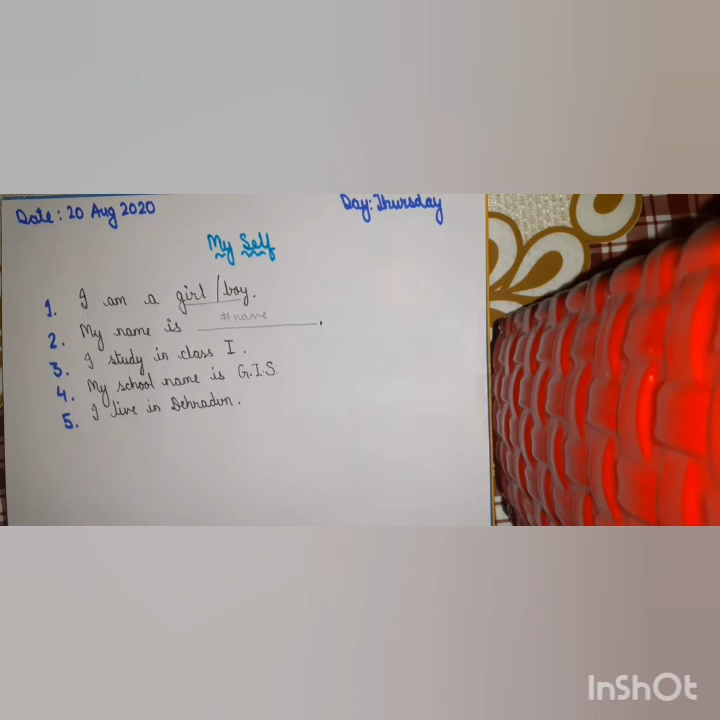 Date: 20 Aug 2020
Day: Thursday
My Self
1. I am a girl/boy.
2. My name is #name.
3. I study in class I.
4. My school name is G.I.S.
5. I live in Dehradun.
InShOt